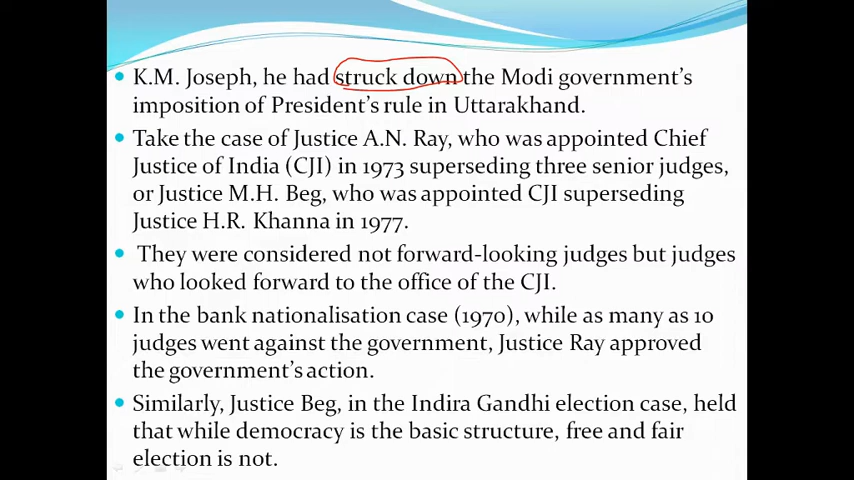 K.M. Joseph, he had struck down the Modi government's
imposition of President's rule in Uttarakhand.
Take the case of Justice A.N. Ray, who was appointed Chief
Justice of India (CJI) in 1973 superseding three senior judges,
or Justice M.H. Beg, who was appointed CJI superseding
Justice H.R. Khanna in 1977.
They were considered not forward-looking judges but judges
who looked forward to the office of the CJI.
In the bank nationalisation case (1970), while as many as 10
judges went against the government, Justice Ray approved
the government's action.
Similarly, Justice Beg, in the Indira Gandhi election case, held
that while democracy is the basic structure, free and fair
election is not.